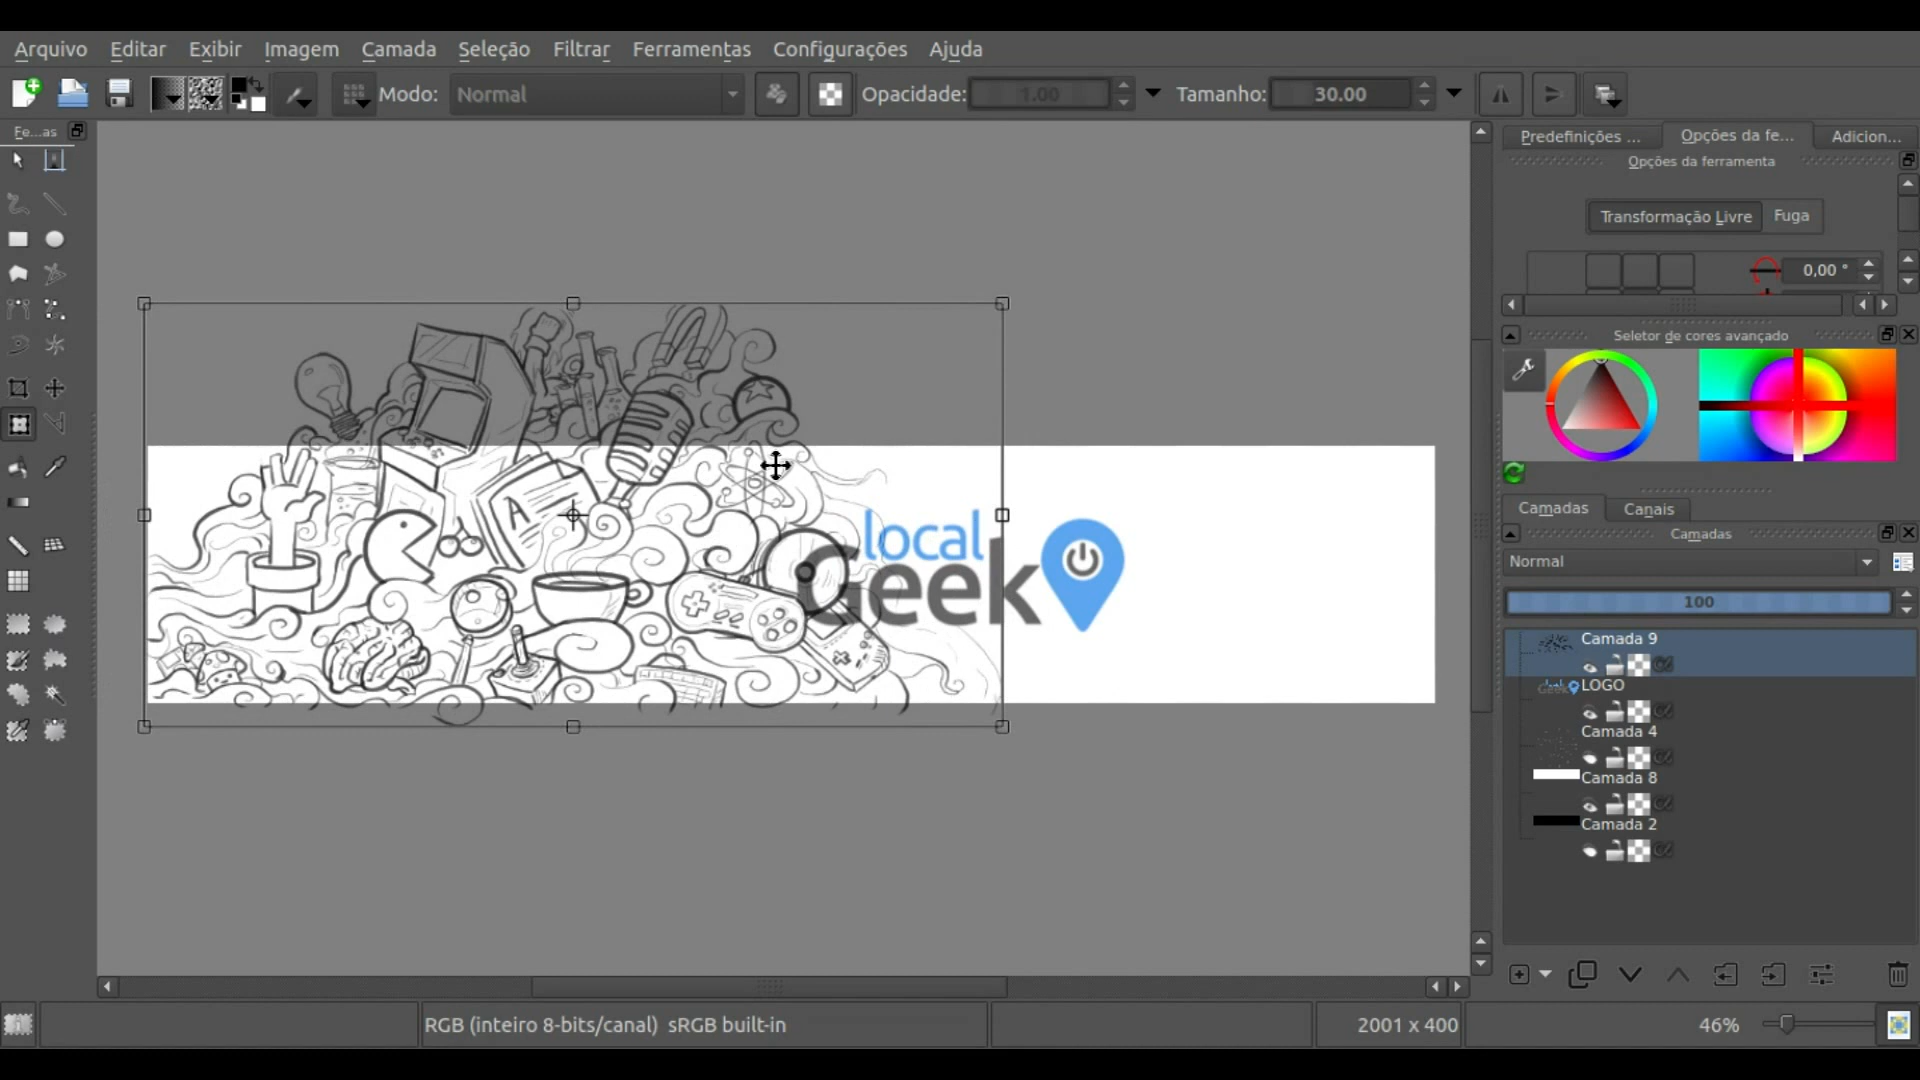 Arquivo Editar Exibir Imagem Camada Seleção Filtrar Ferramentas Configurações Ajuda
Modo: Normal Opacidade: 1.00 Tamanho: 30.00
Fe...as
Predefinições ... Opções da fe... Adicion...
Opções da ferramenta
Transformação Livre Fuga
0,00 °
Seletor de cores avançado
A
local
Geek
Camadas Canais
Camadas
Normal
100
Camada 9
LOGO
Camada 4
Camada 8
Camada 2
RGB (inteiro 8-bits/canal) sRGB built-in 2001 x 400 46%